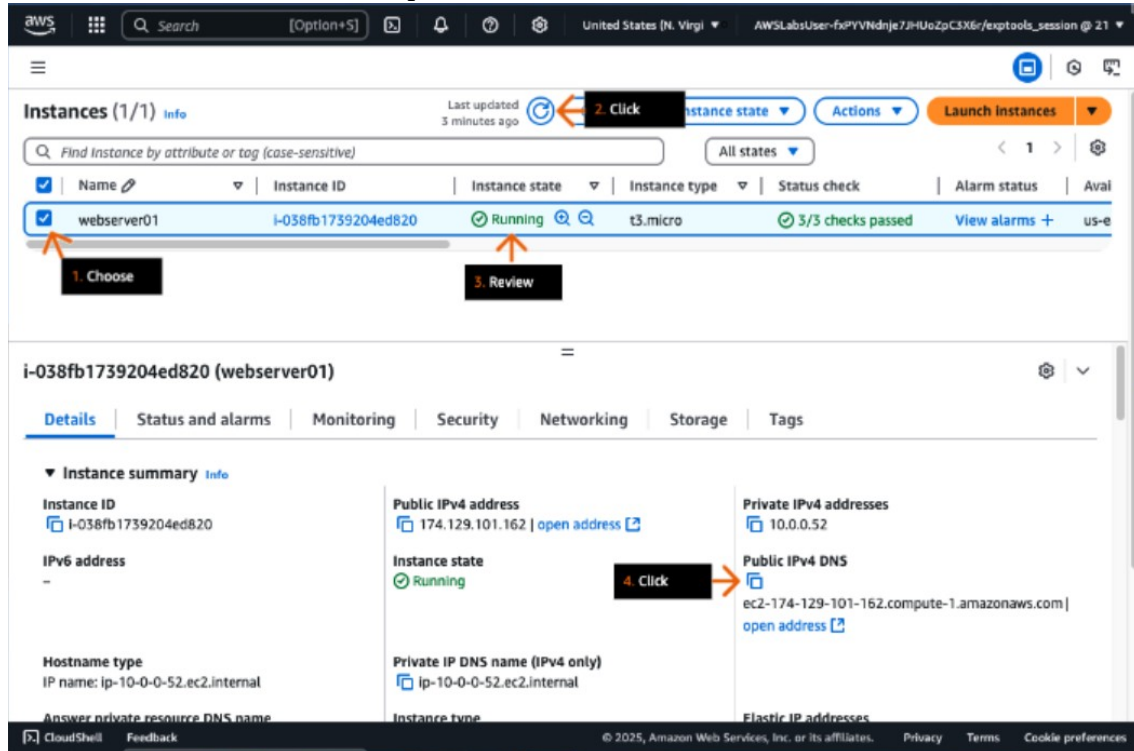 aws
Search [Option+S] United States (N. Virgi AWSLabsUser-fxPYVNdnje7JHUoZpC3X6r/exptools_session @ 21
Instances (1/1) Info
Last updated
3 minutes ago
2. Click
nstance state
Actions
Launch instances
Find Instance by attribute or tag (case-sensitive)
All states
1
Name Instance ID Instance state Instance type Status check Alarm status Avai
webserver01 i-038fb1739204ed820 Running t3.micro 3/3 checks passed View alarms + us-e
1. Choose
3. Review
i-038fb1739204ed820 (webserver01)
Details Status and alarms Monitoring Security Networking Storage Tags
Instance summary Info
Instance ID
i-038fb1739204ed820
Public IPv4 address
174.129.101.162 | open address
Private IPv4 addresses
10.0.0.52
IPv6 address
–
Instance state
Running
4. Click
Public IPv4 DNS
ec2-174-129-101-162.compute-1.amazonaws.com |
open address
Hostname type
IP name: ip-10-0-0-52.ec2.internal
Private IP DNS name (IPv4 only)
ip-10-0-0-52.ec2.internal
Answer private resource DNS name
Instance type
Elastic IP addresses
CloudShell Feedback © 2025, Amazon Web Services, Inc. or its affiliates. Privacy Terms Cookie preferences